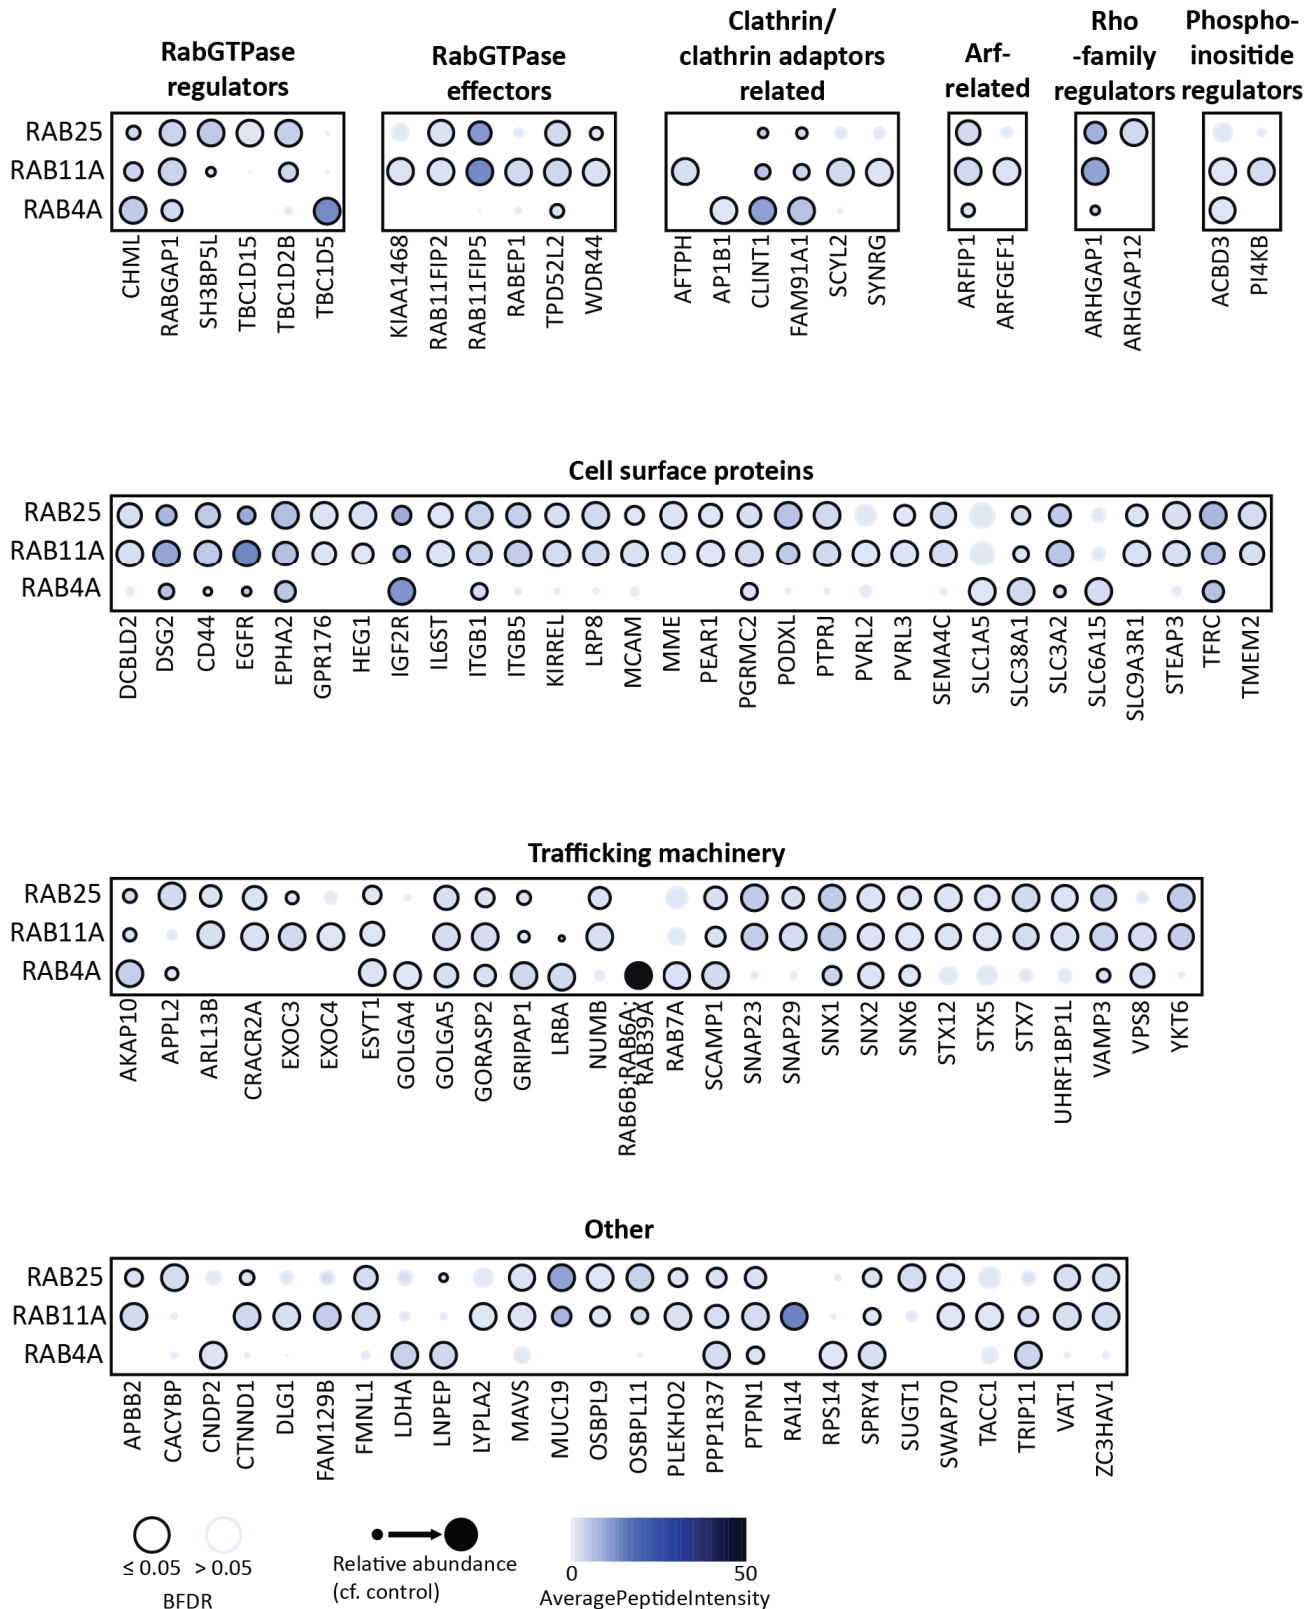 RabGTPase
regulators
RabGTPase
effectors
Clathrin/
clathrin adaptors
related
Arf-
related
Rho
-family
regulators
Phospho-
inositide
regulators
RAB25
RAB11A
RAB4A
CHML
RABGAP1
SH3BP5L
TBC1D15
TBC1D2B
TBC1D5
KIAA1468
RAB11FIP2
RAB11FIP5
RABEP1
TPD52L2
WDR44
AFTPH
AP1B1
CLINT1
FAM91A1
SCYL2
SYNRG
ARFIP1
ARFGEF1
ARHGAP1
ARHGAP12
ACBD3
PI4KB
Cell surface proteins
RAB25
RAB11A
RAB4A
DCBLD2
DSG2
CD44
EGFR
EPHA2
GPR176
HEG1
IGF2R
IL6ST
ITGB1
ITGB5
KIRREL
LRP8
MCAM
MME
PEAR1
PGRMC2
PODXL
PTPRJ
PVRL2
PVRL3
SEMA4C
SLC1A5
SLC38A1
SLC3A2
SLC6A15
SLC9A3R1
STEAP3
TFRC
TMEM2
Trafficking machinery
RAB25
RAB11A
RAB4A
AKAP10
APPL2
ARL13B
CRACR2A
EXOC3
EXOC4
ESYT1
GOLGA4
GOLGA5
GORASP2
GRIPAP1
LRBA
NUMB
RAB6B;RAB6A;
RAB39A
RAB7A
SCAMP1
SNAP23
SNAP29
SNX1
SNX2
SNX6
STX12
STX5
STX7
UHRF1BP1L
VAMP3
VPS8
YKT6
Other
RAB25
RAB11A
RAB4A
APBB2
CACYBP
CNDP2
CTNND1
DLG1
FAM129B
FMNL1
LDHA
LNPEP
LYPLA2
MAVS
MUC19
OSBPL9
OSBPL11
PLEKHO2
PPP1R37
PTPN1
RAI14
RPS14
SPRY4
SUGT1
SWAP70
TACC1
TRIP11
VAT1
ZC3HAV1
≤ 0.05 > 0.05
BFDR
Relative abundance
(cf. control)
0 50
AveragePeptideIntensity